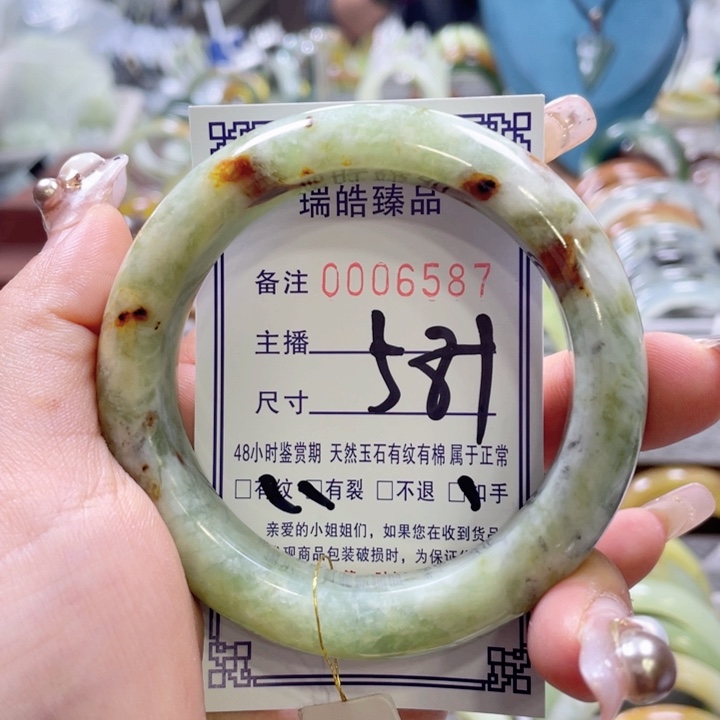 瑞皓臻品
备注 0006587
主播
尺寸 581
48小时鉴赏期 天然玉石有纹有棉 属于正常
□有纹 □有裂 □不退 □扣手
亲爱的小姐姐们，如果您在收到货品
现商品包装破损时，为保证